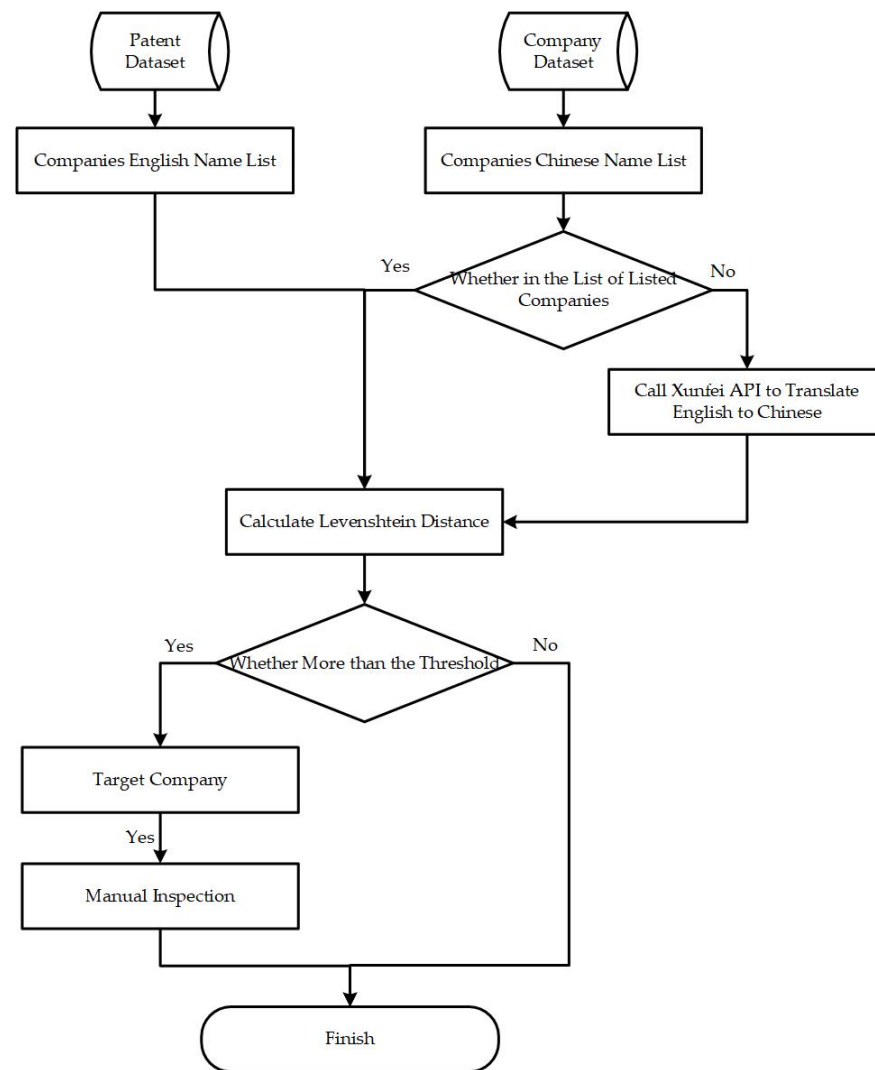 Patent
Dataset
Company
Dataset
Companies English Name List
Companies Chinese Name List
Yes
Whether in the List of Listed
Companies
No
Call Xunfei API to Translate
English to Chinese
Calculate Levenshtein Distance
Yes
Whether More than the Threshold
No
Target Company
Yes
Manual Inspection
Finish